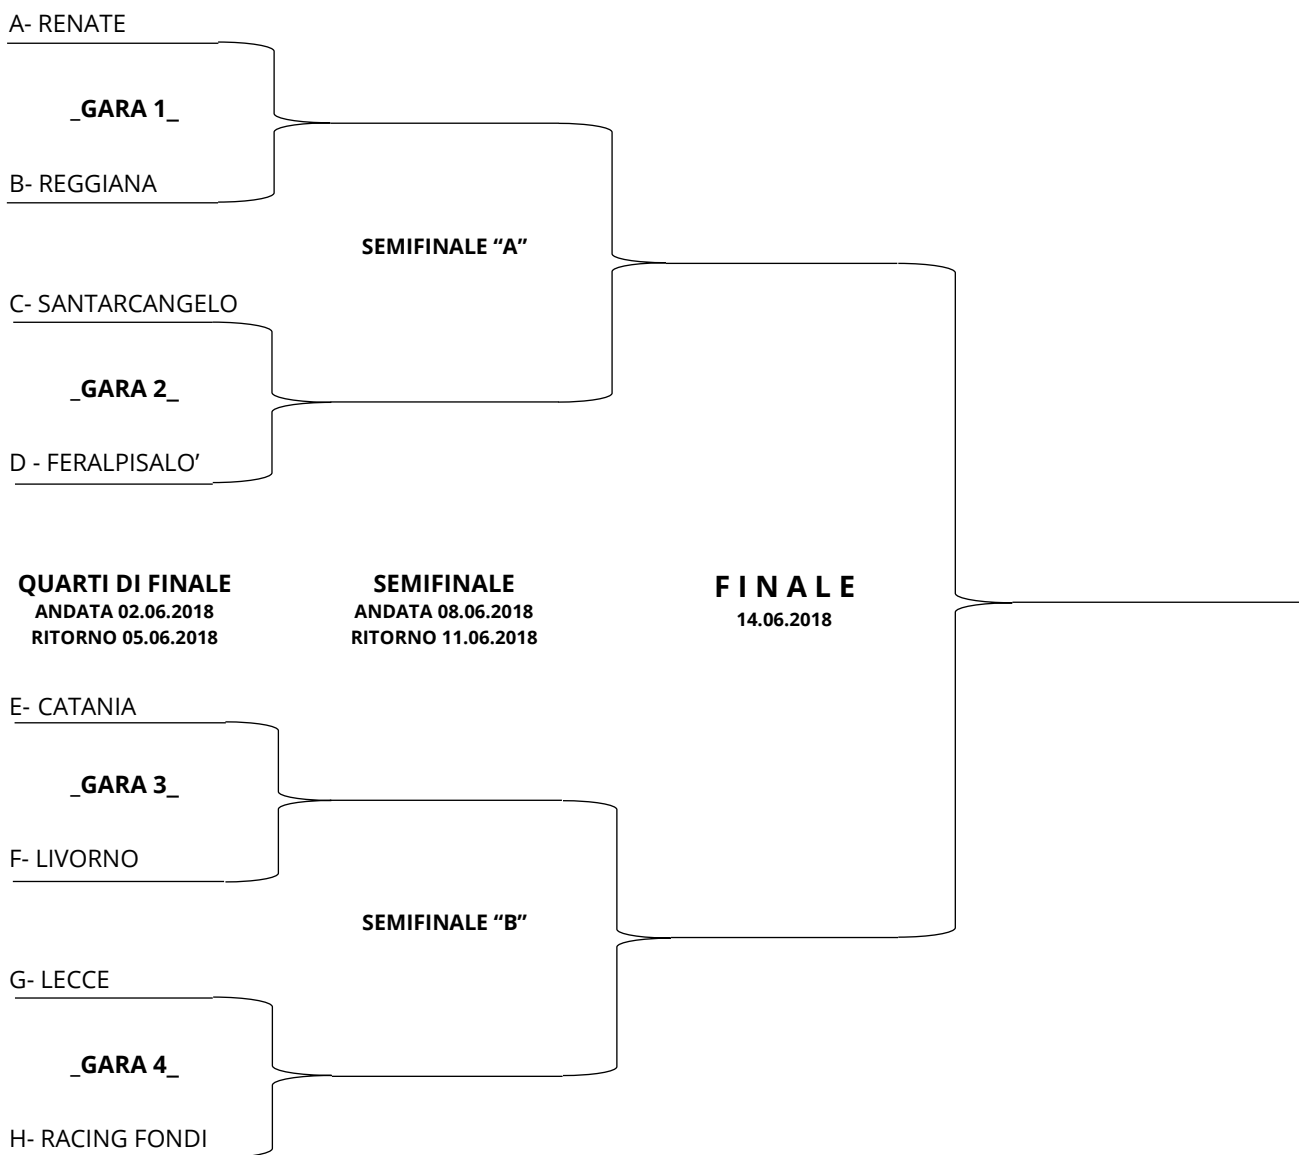 A- RENATE
_GARA 1_
B- REGGIANA
SEMIFINALE “A”
C- SANTARCANGELO
_GARA 2_
D - FERALPISALO’
QUARTI DI FINALE
ANDATA 02.06.2018
RITORNO 05.06.2018
SEMIFINALE
ANDATA 08.06.2018
RITORNO 11.06.2018
F I N A L E
14.06.2018
E- CATANIA
_GARA 3_
F- LIVORNO
SEMIFINALE “B”
G- LECCE
_GARA 4_
H- RACING FONDI